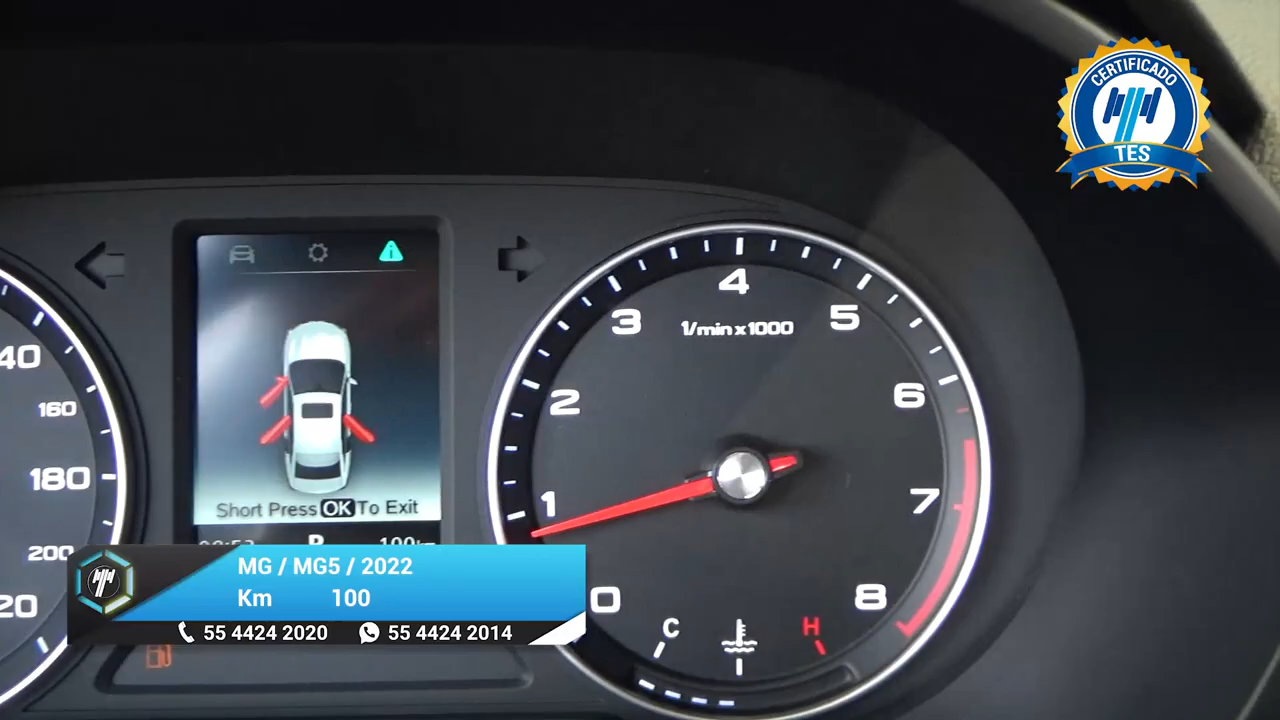 CERTIFICADO
TES
4
3
5
1/min x 1000
40
2
6
160
180
1
7
Short Press OK To Exit
200
P
100km
MG / MG5 / 2022
Km 100
20
0
8
55 4424 2020 55 4424 2014
C
H